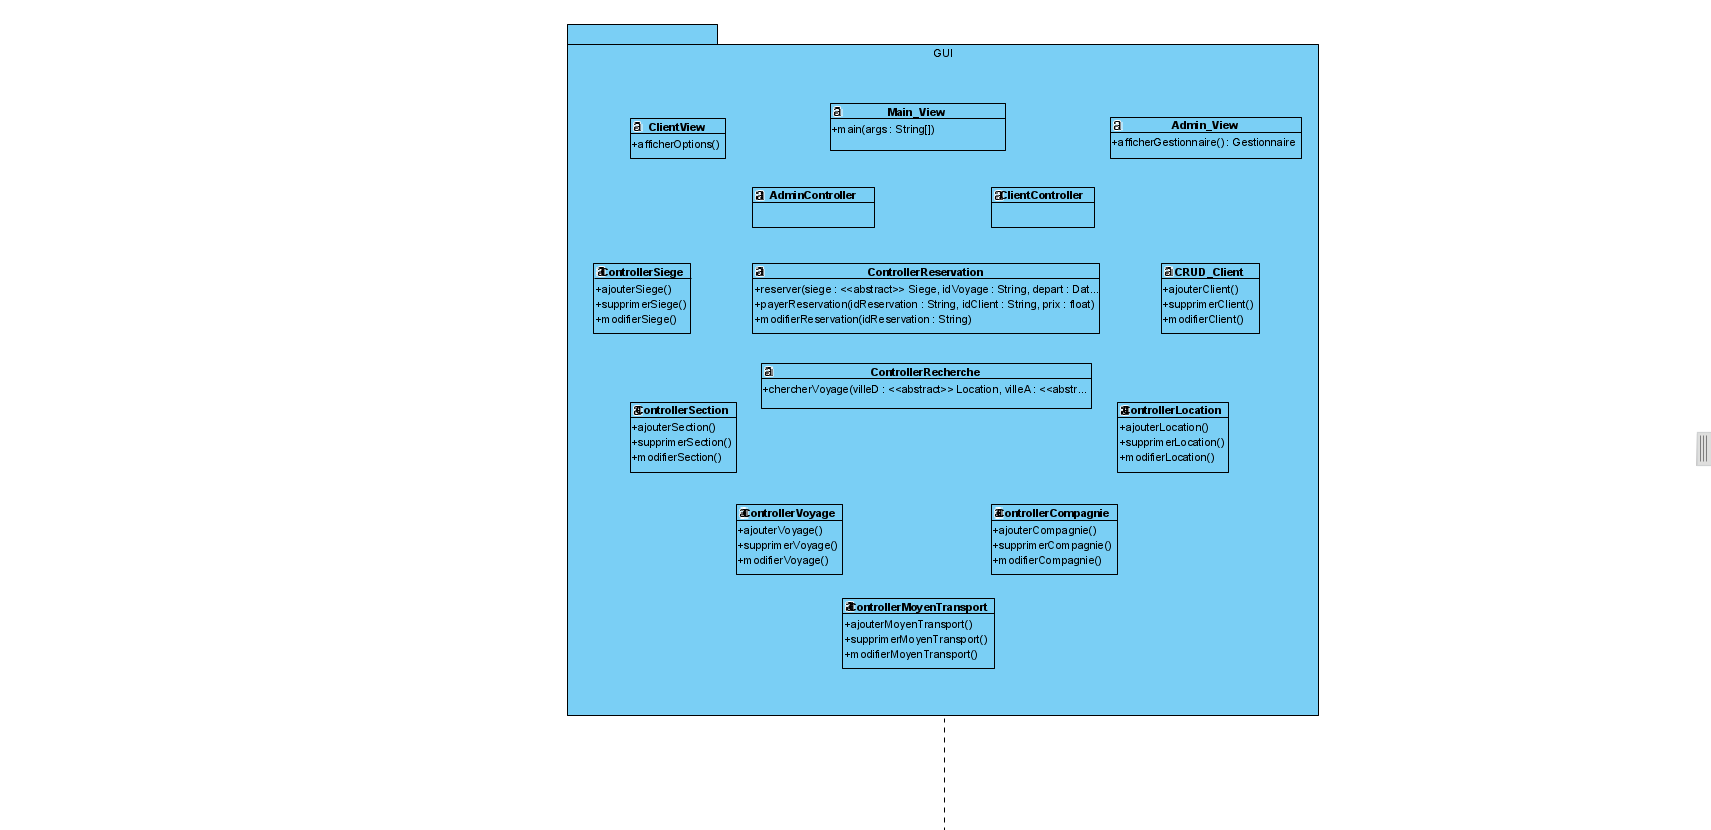 GUI
a ClientView
+afficherOptions()
a Main_View
+main(args : String[])
a Admin_View
+afficherGestionnaire() : Gestionnaire
a AdminController
a ClientController
a ControllerSiege
+ajouterSiege()
+supprimerSiege()
+modifierSiege()
a ControllerReservation
+reserver(siege : <<abstract>> Siege, idVoyage : String, depart : Dat...
+payerReservation(idReservation : String, idClient : String, prix : float)
+modifierReservation(idReservation : String)
a CRUD_Client
+ajouterClient()
+supprimerClient()
+modifierClient()
a ControllerRecherche
+chercherVoyage(villeD : <<abstract>> Location, villeA : <<abstr...
a ControllerSection
+ajouterSection()
+supprimerSection()
+modifierSection()
a ControllerLocation
+ajouterLocation()
+supprimerLocation()
+modifierLocation()
a ControllerVoyage
+ajouterVoyage()
+supprimerVoyage()
+modifierVoyage()
a ControllerCompagnie
+ajouterCompagnie()
+supprimerCompagnie()
+modifierCompagnie()
a ControllerMoyenTransport
+ajouterMoyenTransport()
+supprimerMoyenTransport()
+modifierMoyenTransport()